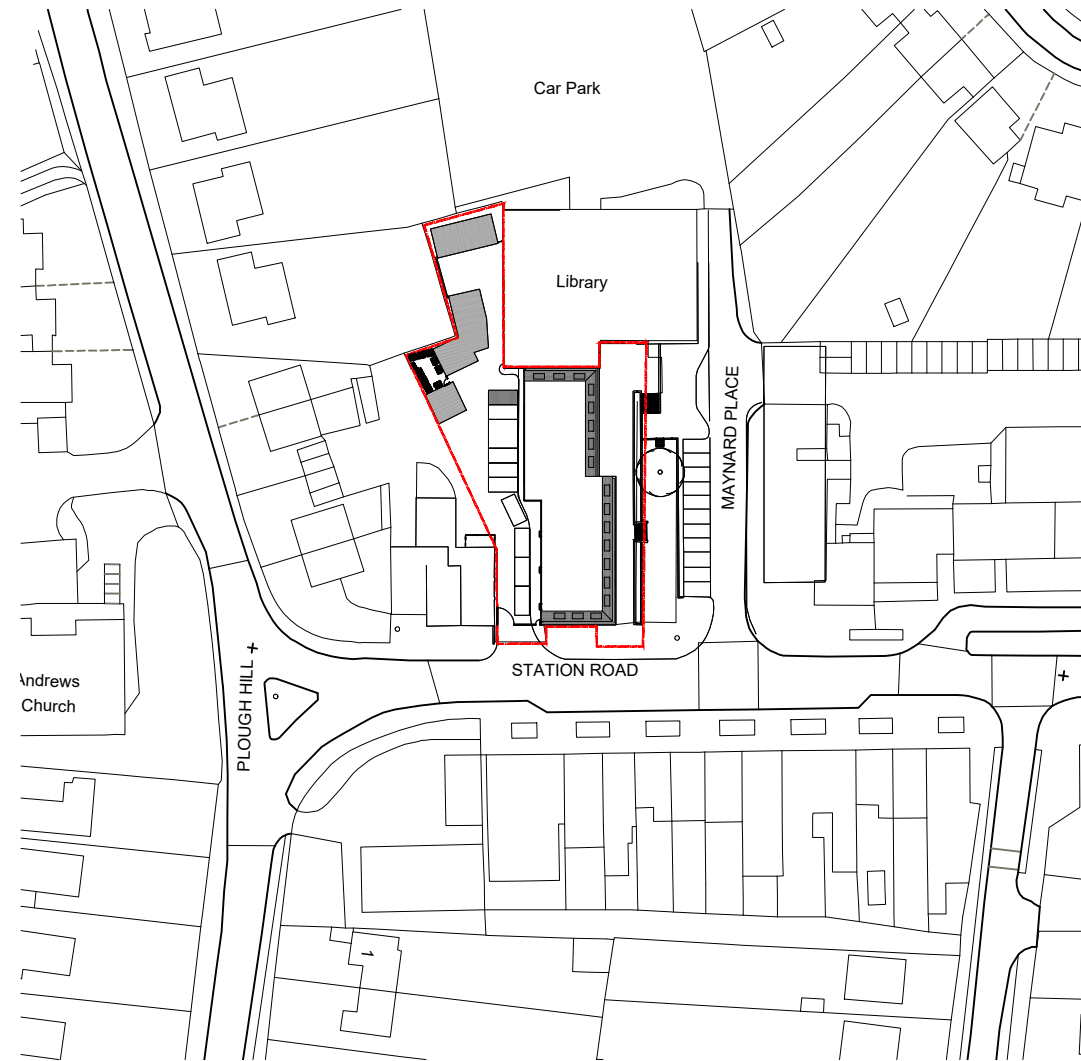 Car Park
Library
MAYNARD PLACE
STATION ROAD
PLOUGH HILL
Andrews
Church
1